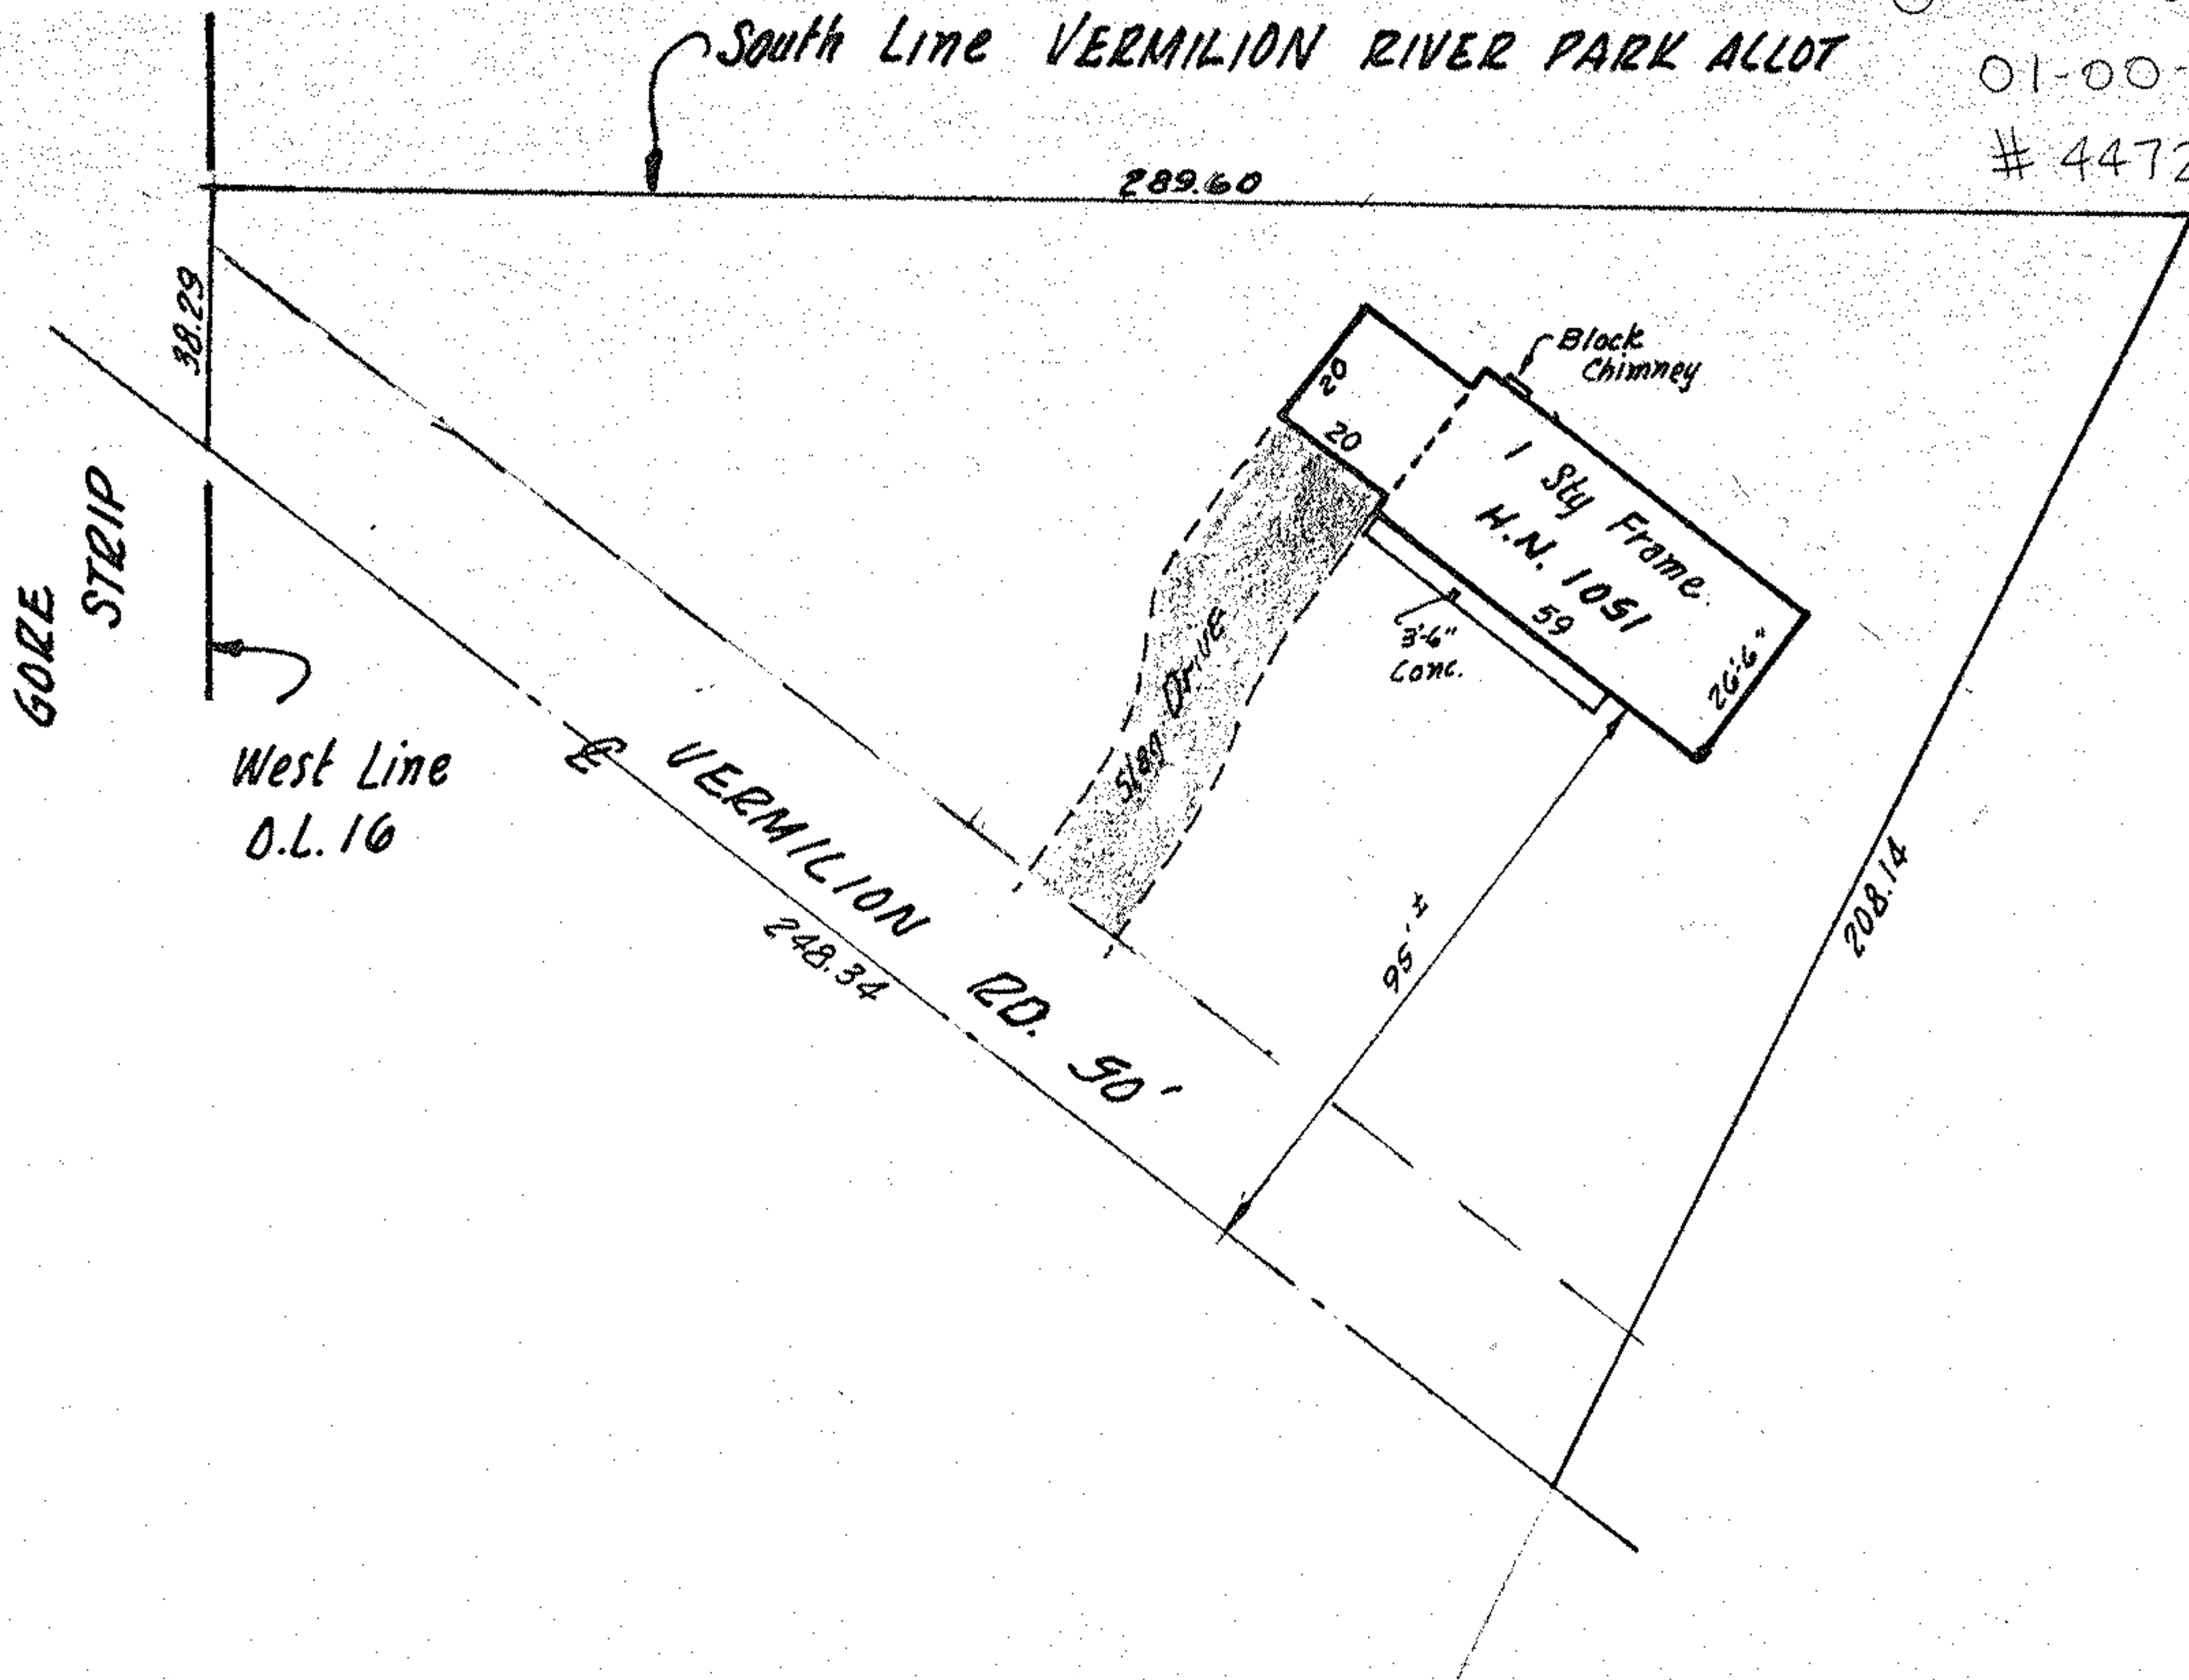 South Line VERMILION RIVER PARK ALLOT
01-00-
# 4472
289.60
38.29
Block
Chimney
20
20
1 Sty Frame
H.N. 1051
59
26'-6"
3'-6"
Conc.
Slag Drive
GORE
STRIP
West Line
O.L. 16
VERMILION RD. 50'
248.34
95' ±
208.14